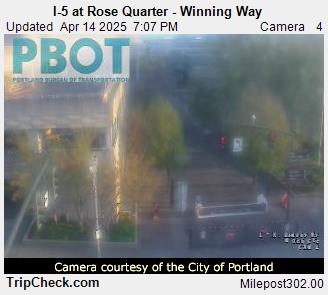 I-5 at Rose Quarter - Winning Way
Updated Apr 14 2025 7:07 PM Camera 4
PBOT
PORTLAND BUREAU OF TRANSPORTATION
Camera courtesy of the City of Portland
TripCheck.com Milepost302.00